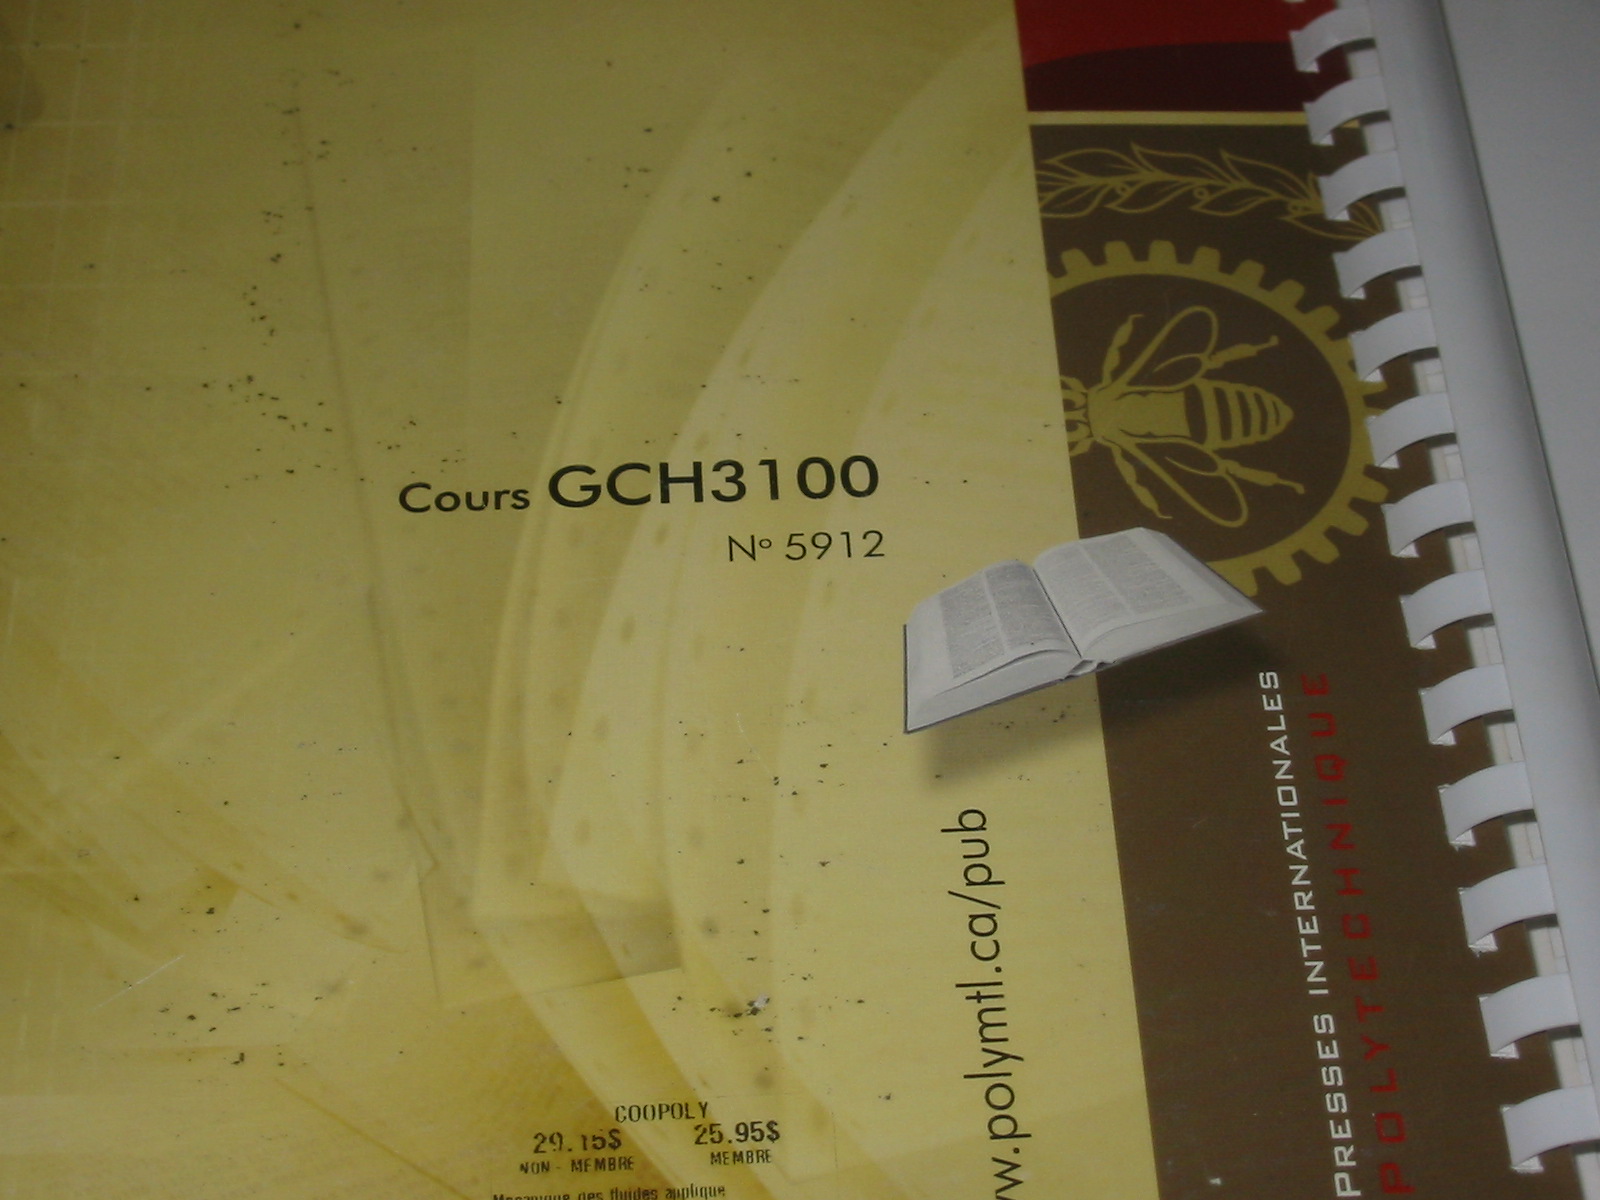 Cours GCH3100
Nº 5912
www.polymtl.ca/pub
PRESSES INTERNATIONALES
POLYTECHNIQUE
COOPOLY
29.15$ 25.95$
NON - MEMBRE MEMBRE
Mecanique des fluides applique